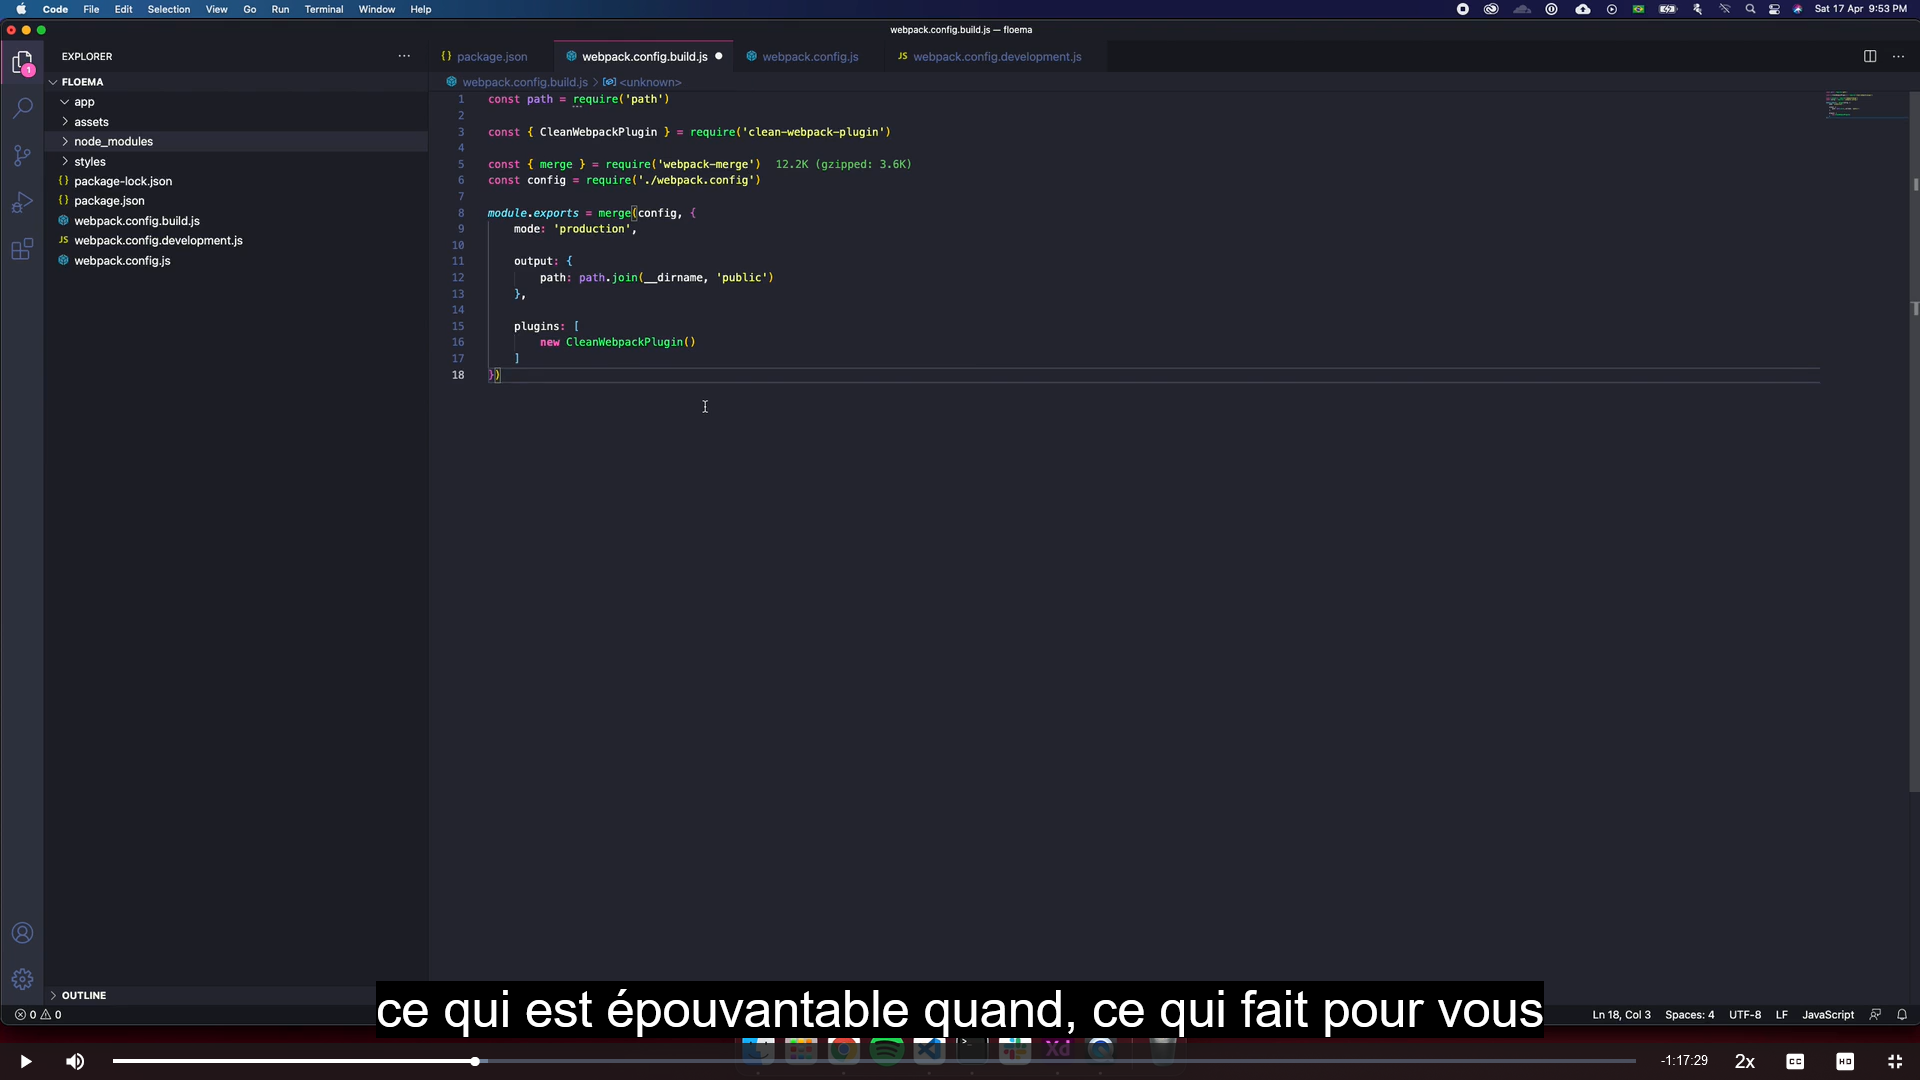 Code File Edit Selection View Go Run Terminal Window Help
Sat 17 Apr 9:53 PM
webpack.config.build.js — floema
EXPLORER
FLOEMA
app
assets
node_modules
styles
package-lock.json
package.json
webpack.config.build.js
JS webpack.config.development.js
webpack.config.js
OUTLINE
{} package.json
webpack.config.build.js
webpack.config.js
JS webpack.config.development.js
webpack.config.build.js > <unknown>
1 const path = require('path')
2
3 const { CleanWebpackPlugin } = require('clean-webpack-plugin')
4
5 const { merge } = require('webpack-merge') 12.2K (gzipped: 3.6K)
6 const config = require('./webpack.config')
7
8 module.exports = merge(config, {
9 mode: 'production',
10
11 output: {
12 path: path.join(__dirname, 'public')
13 },
14
15 plugins: [
16 new CleanWebpackPlugin()
17 ]
18 })
ce qui est épouvantable quand, ce qui fait pour vous
0 0
Ln 18, Col 3 Spaces: 4 UTF-8 LF JavaScript
Xd
-1:17:29 2x CC HD